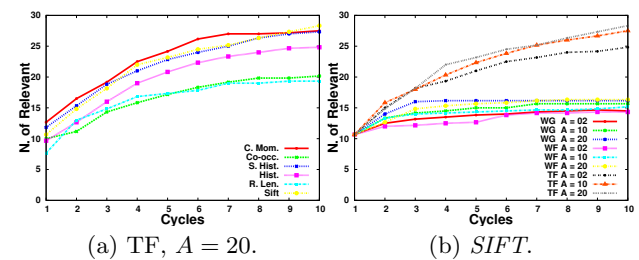 N. of Relevant
30
25
20
15
10
5
0
C. Mom.
Co-occ.
S. Hist.
Hist.
R. Len.
Sift
1 2 3 4 5 6 7 8 9 10
Cycles
(a) TF, A = 20.
N. of Relevant
30
25
20
15
10
5
0
WG A = 02
WG A = 10
WG A = 20
WF A = 02
WF A = 10
WF A = 20
TF A = 02
TF A = 10
TF A = 20
1 2 3 4 5 6 7 8 9 10
Cycles
(b) SIFT.